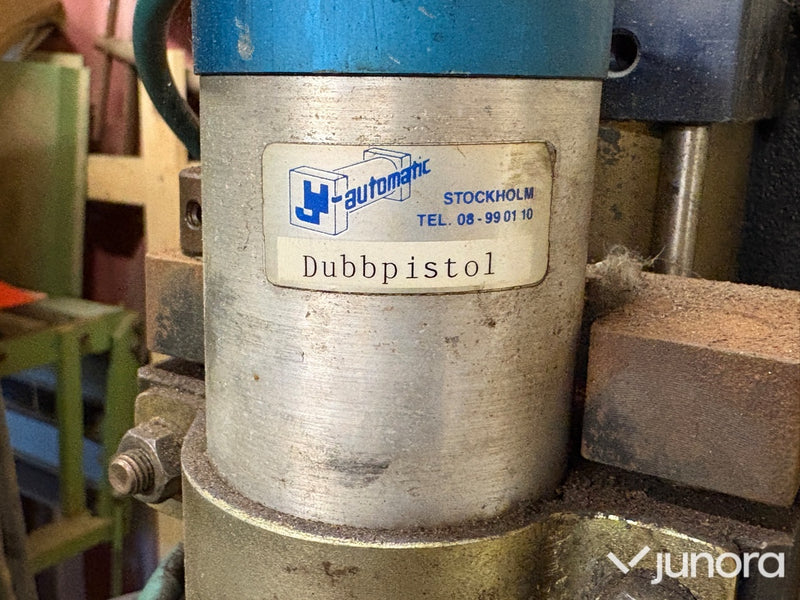 y-automatic
STOCKHOLM
TEL. 08-99 01 10
Dubbpistol
junora